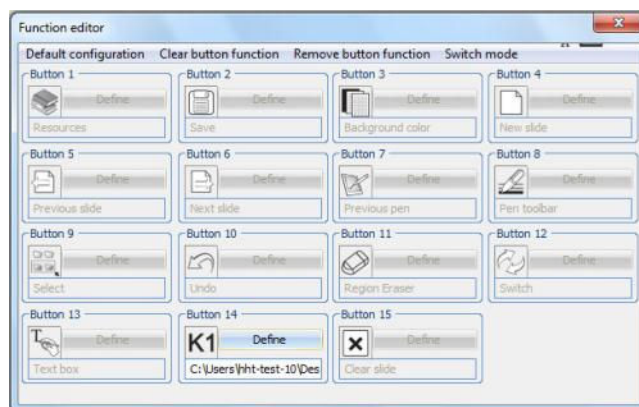 Function editor
Default configuration Clear button function Remove button function Switch mode
Button 1 Button 2 Button 3 Button 4
Define Define Define Define
Resources Save Background color New slide
Button 5 Button 6 Button 7 Button 8
Define Define Define Define
Previous slide Next slide Previous pen Pen toolbar
Button 9 Button 10 Button 11 Button 12
Define Define Define Define
Select Undo Region Eraser Switch
Button 13 Button 14 Button 15
T Define K1 Define Define
Text box C:\Users\hht-test-10\Des Clear slide